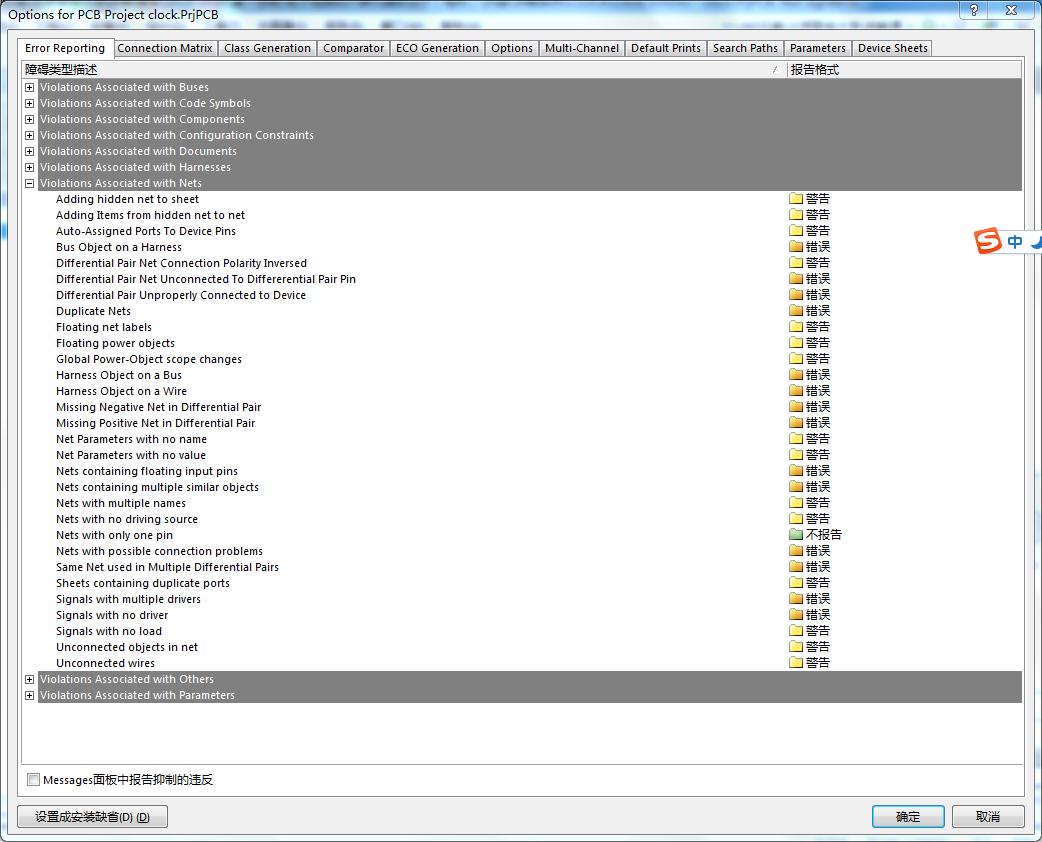 Options for PCB Project clock.PrjPCB
Error Reporting Connection Matrix Class Generation Comparator ECO Generation Options Multi-Channel Default Prints Search Paths Parameters Device Sheets
障碍类型描述 报告格式
Violations Associated with Buses
Violations Associated with Code Symbols
Violations Associated with Components
Violations Associated with Configuration Constraints
Violations Associated with Documents
Violations Associated with Harnesses
Violations Associated with Nets
Adding hidden net to sheet 警告
Adding Items from hidden net to net 警告
Auto-Assigned Ports To Device Pins 警告
Bus Object on a Harness 错误
Differential Pair Net Connection Polarity Inversed 警告
Differential Pair Net Unconnected To Differerential Pair Pin 错误
Differential Pair Unproperly Connected to Device 错误
Duplicate Nets 错误
Floating net labels 警告
Floating power objects 警告
Global Power-Object scope changes 警告
Harness Object on a Bus 错误
Harness Object on a Wire 错误
Missing Negative Net in Differential Pair 错误
Missing Positive Net in Differential Pair 错误
Net Parameters with no name 警告
Net Parameters with no value 警告
Nets containing floating input pins 错误
Nets containing multiple similar objects 错误
Nets with multiple names 警告
Nets with no driving source 警告
Nets with only one pin 不报告
Nets with possible connection problems 错误
Same Net used in Multiple Differential Pairs 错误
Sheets containing duplicate ports 警告
Signals with multiple drivers 错误
Signals with no driver 错误
Signals with no load 警告
Unconnected objects in net 警告
Unconnected wires 警告
Violations Associated with Others
Violations Associated with Parameters
Messages面板中报告抑制的违反
设置成安装缺省(D) (D) 确定 取消
S 中